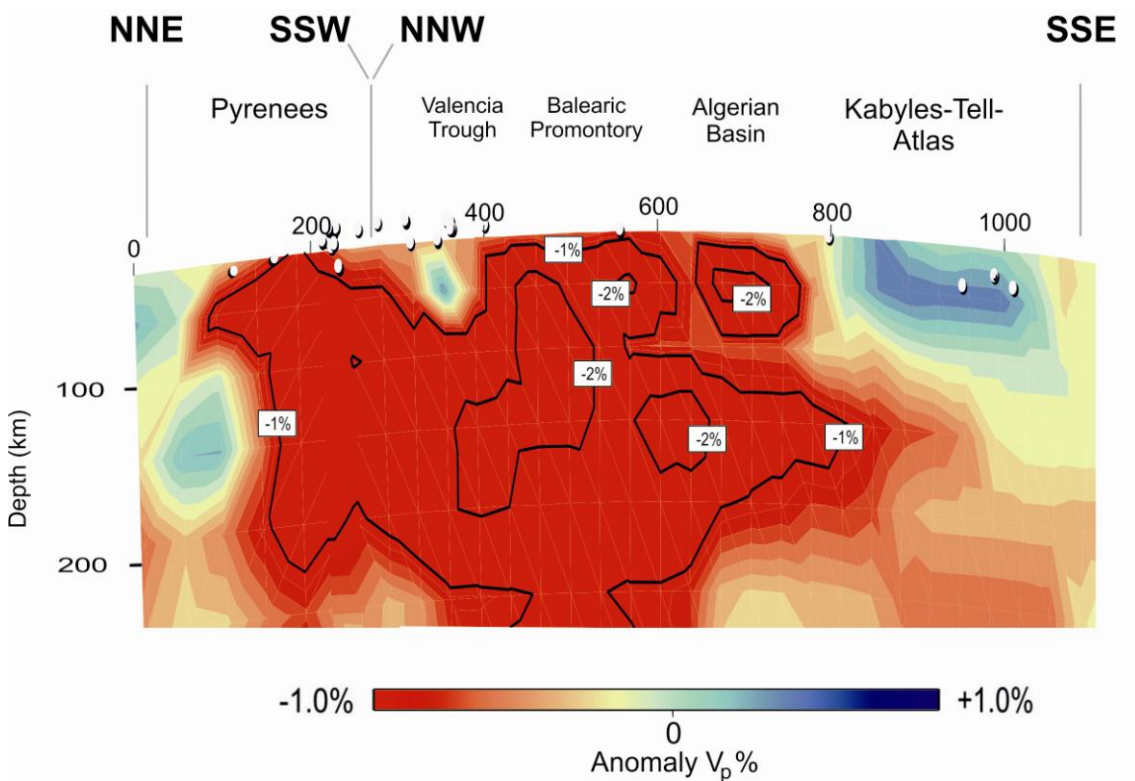 NNE
SSW
NNW
SSE
Pyrenees
Valencia
Trough
Balearic
Promontory
Algerian
Basin
Kabyles-Tell-
Atlas
0
200
400
600
800
1000
-1%
-2%
-2%
-2%
-1%
-2%
-1%
100
200
Depth (km)
-1.0%
+1.0%
0
Anomaly Vp%